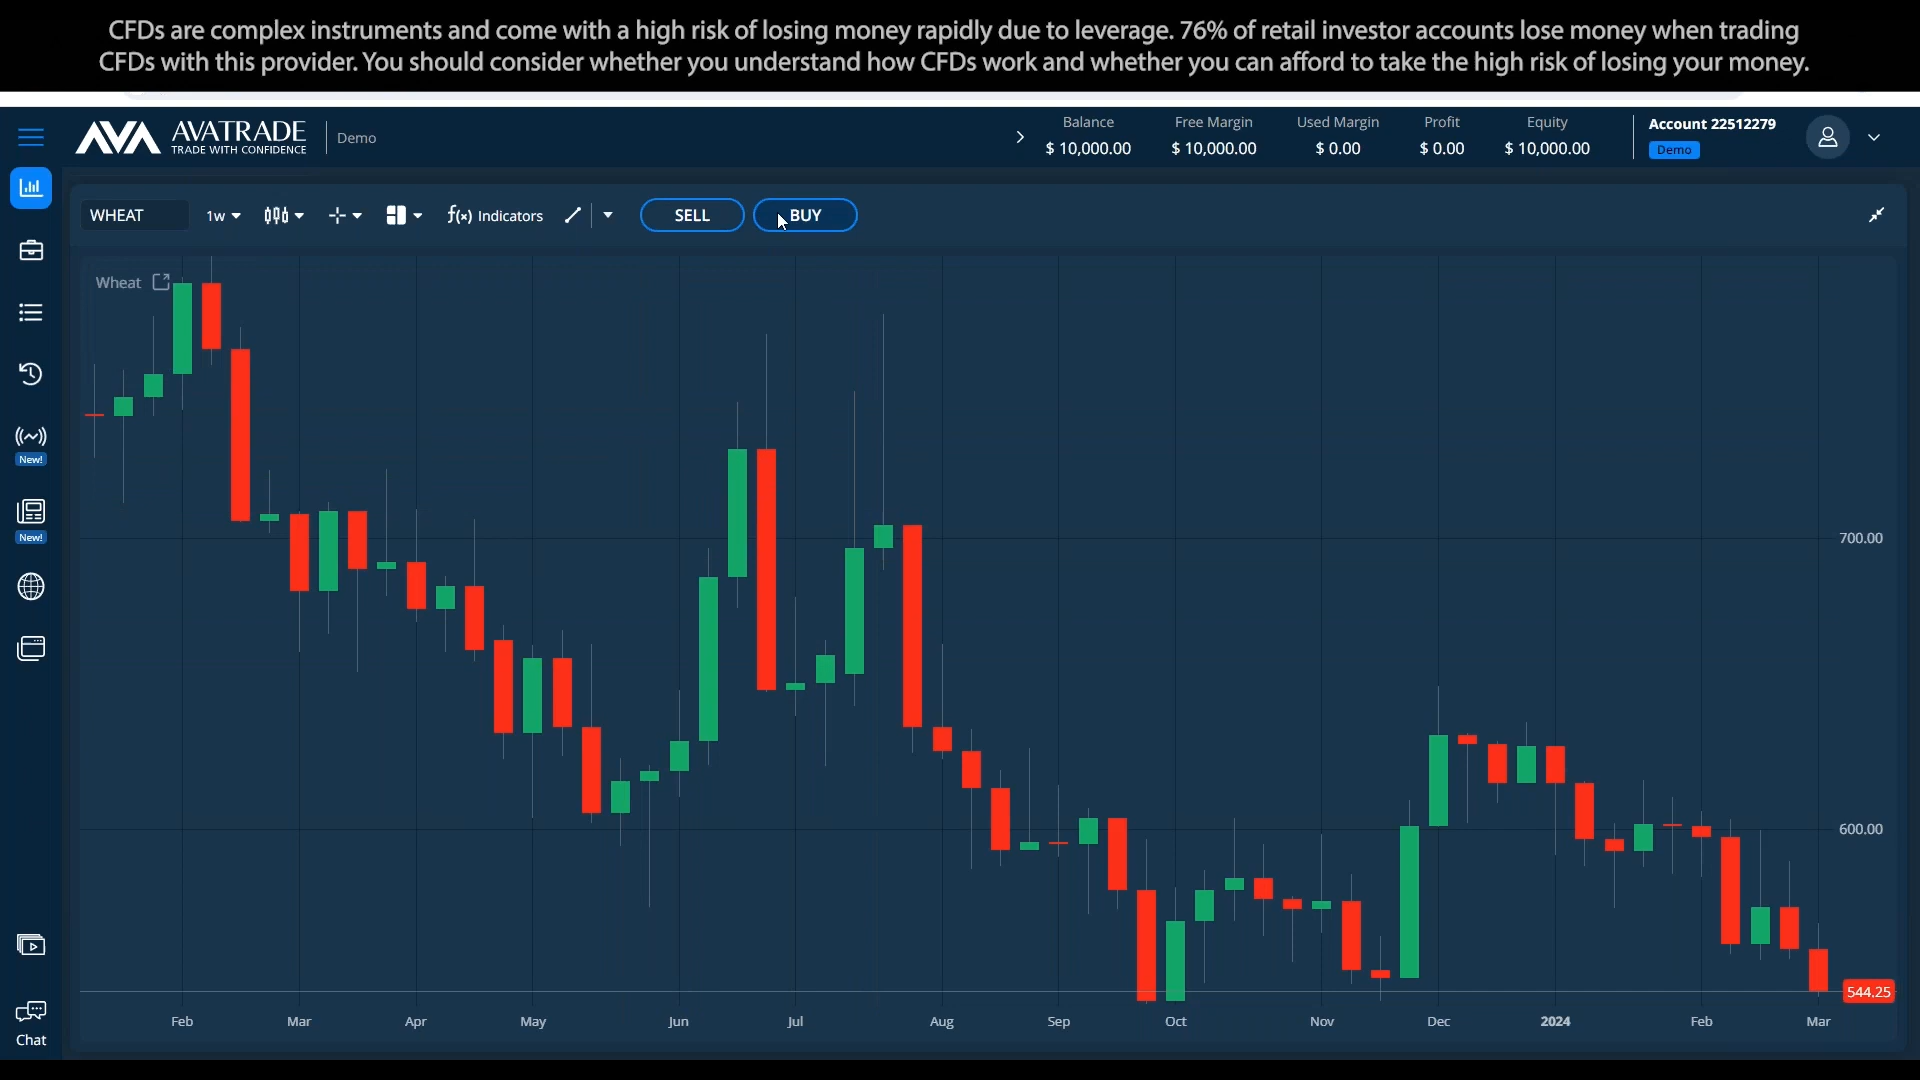 CFDs are complex instruments and come with a high risk of losing money rapidly due to leverage. 76% of retail investor accounts lose money when trading
CFDs with this provider. You should consider whether you understand how CFDs work and whether you can afford to take the high risk of losing your money.
AVA AVATRADE
TRADE WITH CONFIDENCE
Demo
Balance Free Margin Used Margin Profit Equity
$ 10,000.00 $ 10,000.00 $ 0.00 $ 0.00 $ 10,000.00
Account 22512279
Demo
WHEAT 1w f(x) Indicators SELL BUY
Wheat
New!
New!
700.00
600.00
544.25
Feb Mar Apr May Jun Jul Aug Sep Oct Nov Dec 2024 Feb Mar
Chat